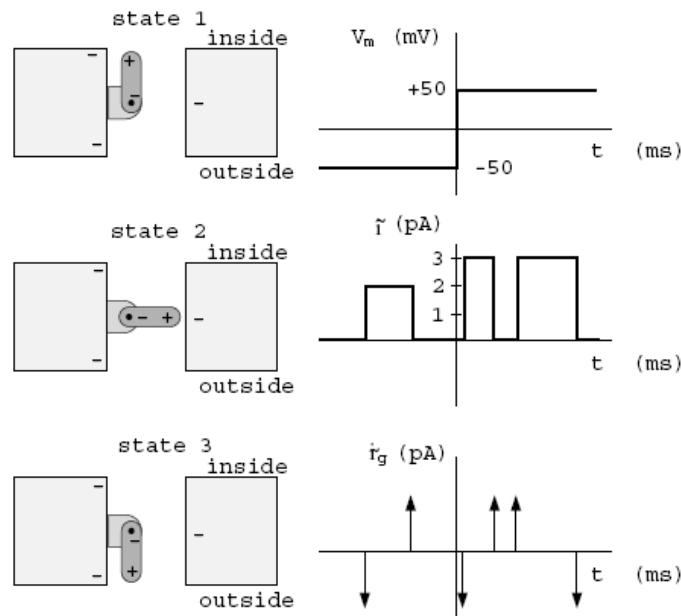 state 1
inside
outside
V_m (mV)
+50
-50
t (ms)
state 2
inside
outside
ĩ (pA)
3
2
1
t (ms)
state 3
inside
outside
i̇_g (pA)
t (ms)